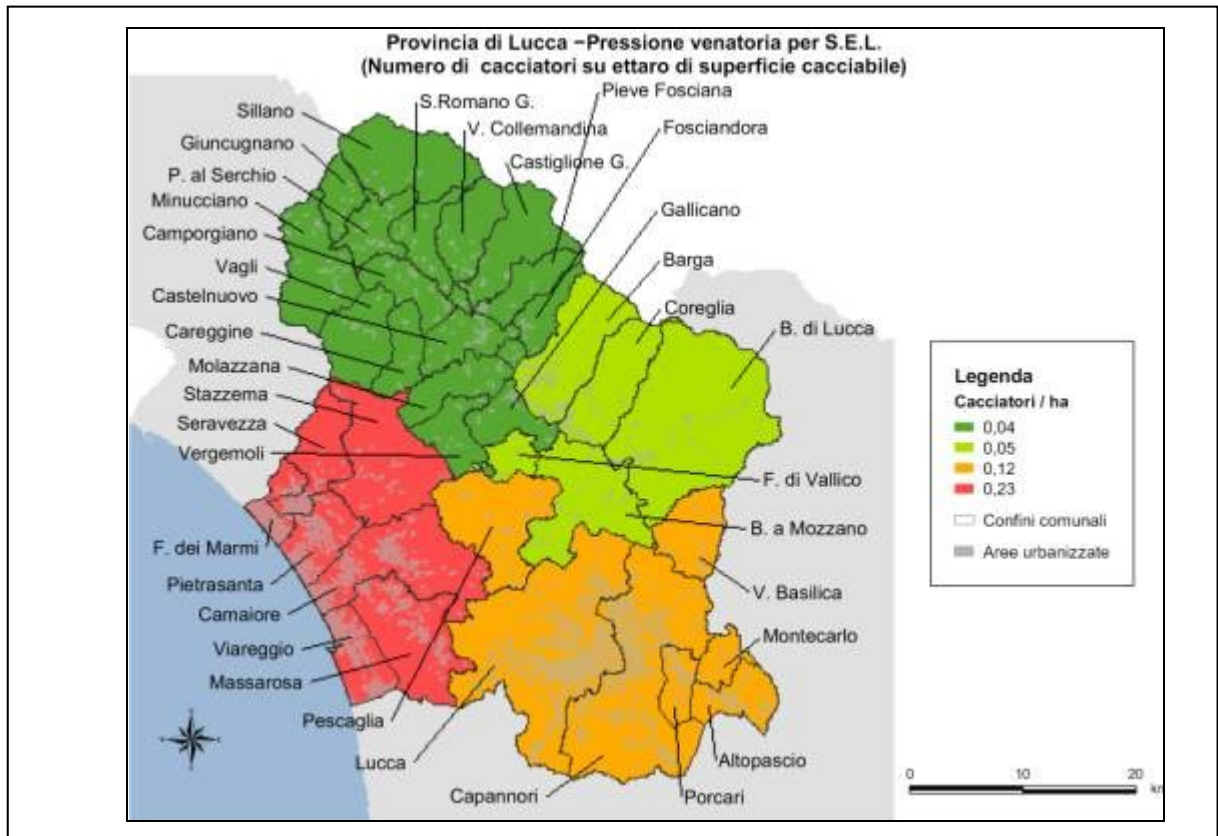 Provincia di Lucca –Pressione venatoria per S.E.L.
(Numero di cacciatori su ettaro di superficie cacciabile)
Pieve Fosciana
S.Romano G.
Sillano
V. Collemandina
Fosciandora
Giuncugnano
Castiglione G.
P. al Serchio
Minucciano
Gallicano
Camporgiano
Barga
Vagli
Castelnuovo
Coreglia
B. di Lucca
Careggine
Molazzana
Stazzema
Seravezza
Vergemoli
F. di Vallico
B. a Mozzano
F. dei Marmi
Pietrasanta
V. Basilica
Camaiore
Montecarlo
Viareggio
Massarosa
Pescaglia
Lucca
Altopascio
Capannori
Porcari
Legenda
Cacciatori / ha
0,04
0,05
0,12
0,23
Confini comunali
Aree urbanizzate
0 10 20